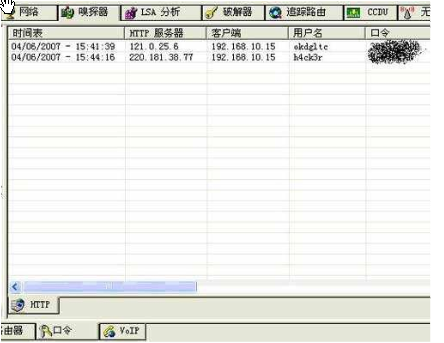 网络 嗅探器 LSA 分析 破解器 追踪路由 CCDU 无
时间表 HTTP 服务器 客户端 用户名 口令
04/06/2007 - 15:41:39 121.0.25.6 192.168.10.15 okdgltc
04/06/2007 - 15:44:16 220.181.38.77 192.168.10.15 h4ck3r
HTTP
由器 口令 VoIP